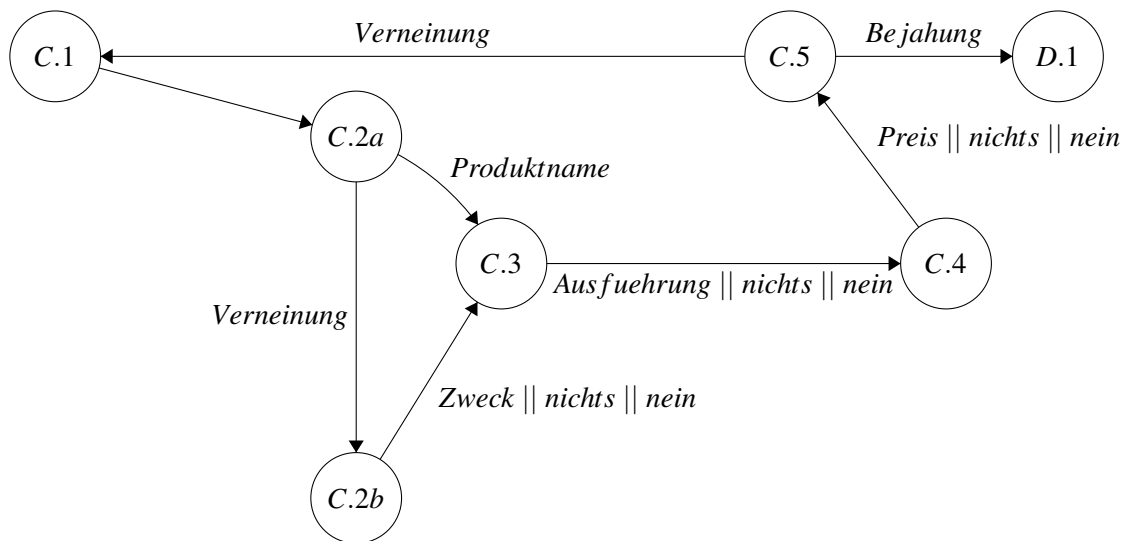 Verneinung
Bejahung
C.1
C.5
D.1
C.2a
Preis || nichts || nein
Produktname
C.3
C.4
Ausfuehrung || nichts || nein
Verneinung
Zweck || nichts || nein
C.2b